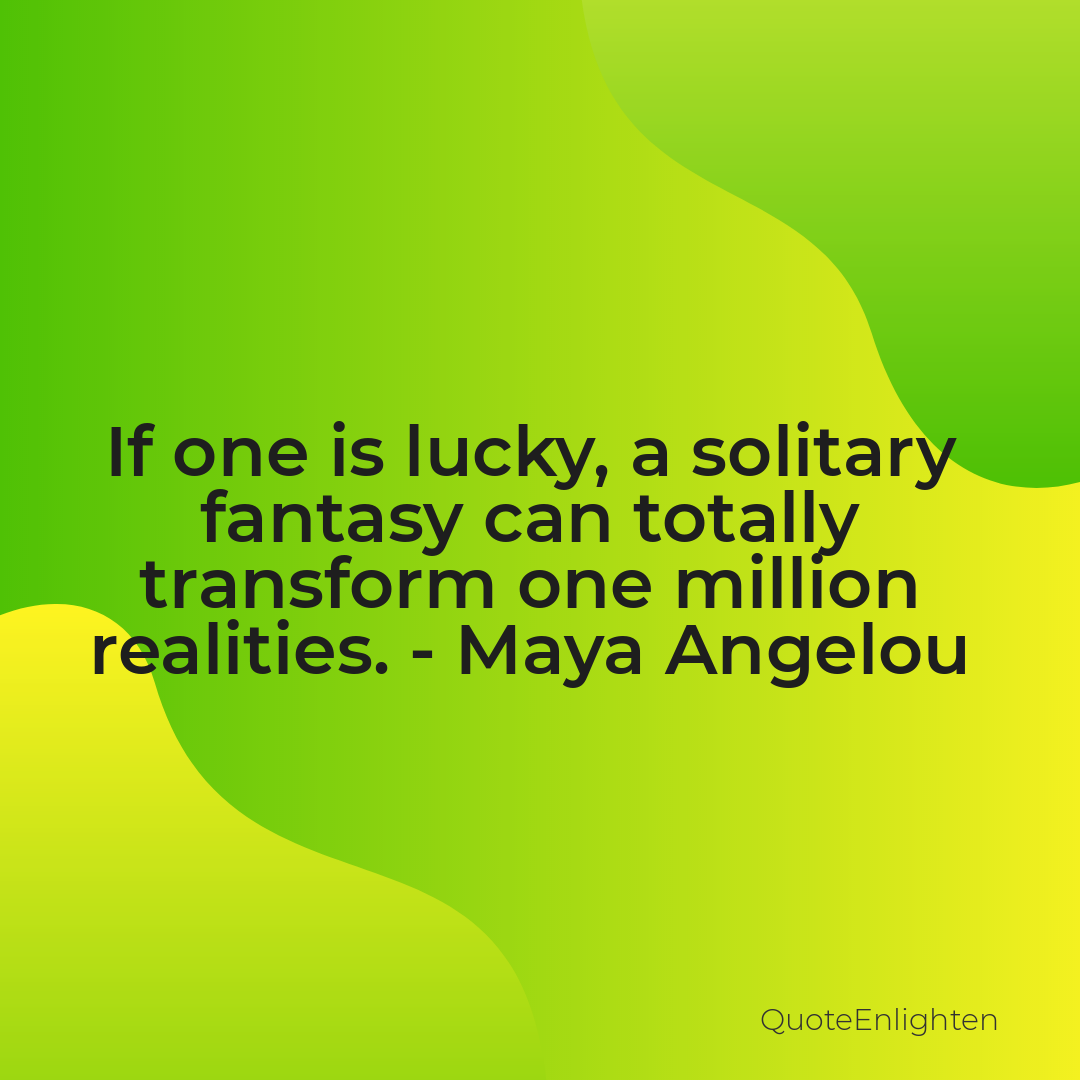 If one is lucky, a solitary
fantasy can totally
transform one million
realities. - Maya Angelou
QuoteEnlighten